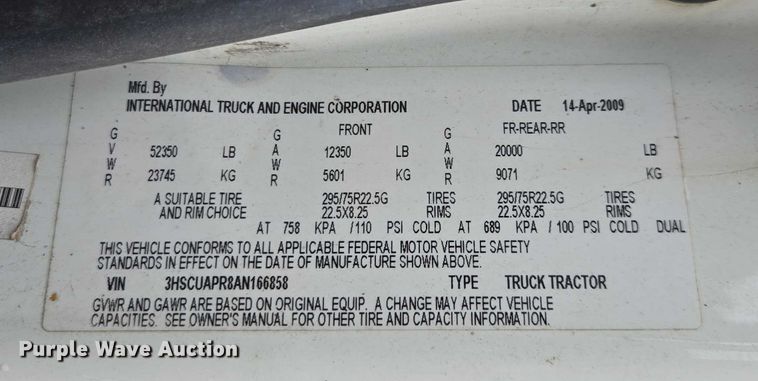 Mfd. By
INTERNATIONAL TRUCK AND ENGINE CORPORATION DATE 14-Apr-2009
GVWR 52350 LB GAWR FRONT 12350 LB FR-REAR-RR 20000 LB
23745 KG 5601 KG 9071 KG
A SUITABLE TIRE 295/75R22.5G TIRES 295/75R22.5G TIRES
AND RIM CHOICE 22.5X8.25 RIMS 22.5X8.25 RIMS
AT 758 KPA /110 PSI COLD AT 689 KPA / 100 PSI COLD DUAL
THIS VEHICLE CONFORMS TO ALL APPLICABLE FEDERAL MOTOR VEHICLE SAFETY
STANDARDS IN EFFECT ON THE DATE OF MANUFACTURE SHOWN ABOVE.
VIN 3HSCUAPR8AN166858 TYPE TRUCK TRACTOR
GVWR AND GAWR ARE BASED ON ORIGINAL EQUIP. A CHANGE MAY AFFECT VEHICLE
CAPACITIES. SEE OWNER'S MANUAL FOR OTHER TIRE AND CAPACITY INFORMATION.
Purple Wave Auction